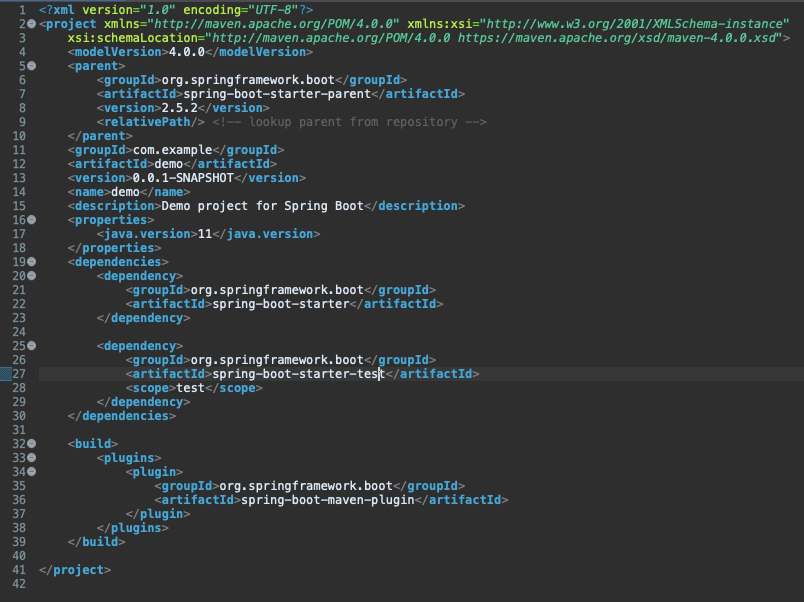 1 <?xml version="1.0" encoding="UTF-8"?>
2 <project xmlns="http://maven.apache.org/POM/4.0.0" xmlns:xsi="http://www.w3.org/2001/XMLSchema-instance"
3     xsi:schemaLocation="http://maven.apache.org/POM/4.0.0 https://maven.apache.org/xsd/maven-4.0.0.xsd">
4     <modelVersion>4.0.0</modelVersion>
5     <parent>
6         <groupId>org.springframework.boot</groupId>
7         <artifactId>spring-boot-starter-parent</artifactId>
8         <version>2.5.2</version>
9         <relativePath/> <!-- lookup parent from repository -->
10     </parent>
11     <groupId>com.example</groupId>
12     <artifactId>demo</artifactId>
13     <version>0.0.1-SNAPSHOT</version>
14     <name>demo</name>
15     <description>Demo project for Spring Boot</description>
16     <properties>
17         <java.version>11</java.version>
18     </properties>
19     <dependencies>
20         <dependency>
21             <groupId>org.springframework.boot</groupId>
22             <artifactId>spring-boot-starter</artifactId>
23         </dependency>
24
25         <dependency>
26             <groupId>org.springframework.boot</groupId>
27             <artifactId>spring-boot-starter-test</artifactId>
28             <scope>test</scope>
29         </dependency>
30     </dependencies>
31
32     <build>
33         <plugins>
34             <plugin>
35                 <groupId>org.springframework.boot</groupId>
36                 <artifactId>spring-boot-maven-plugin</artifactId>
37             </plugin>
38         </plugins>
39     </build>
40
41 </project>
42